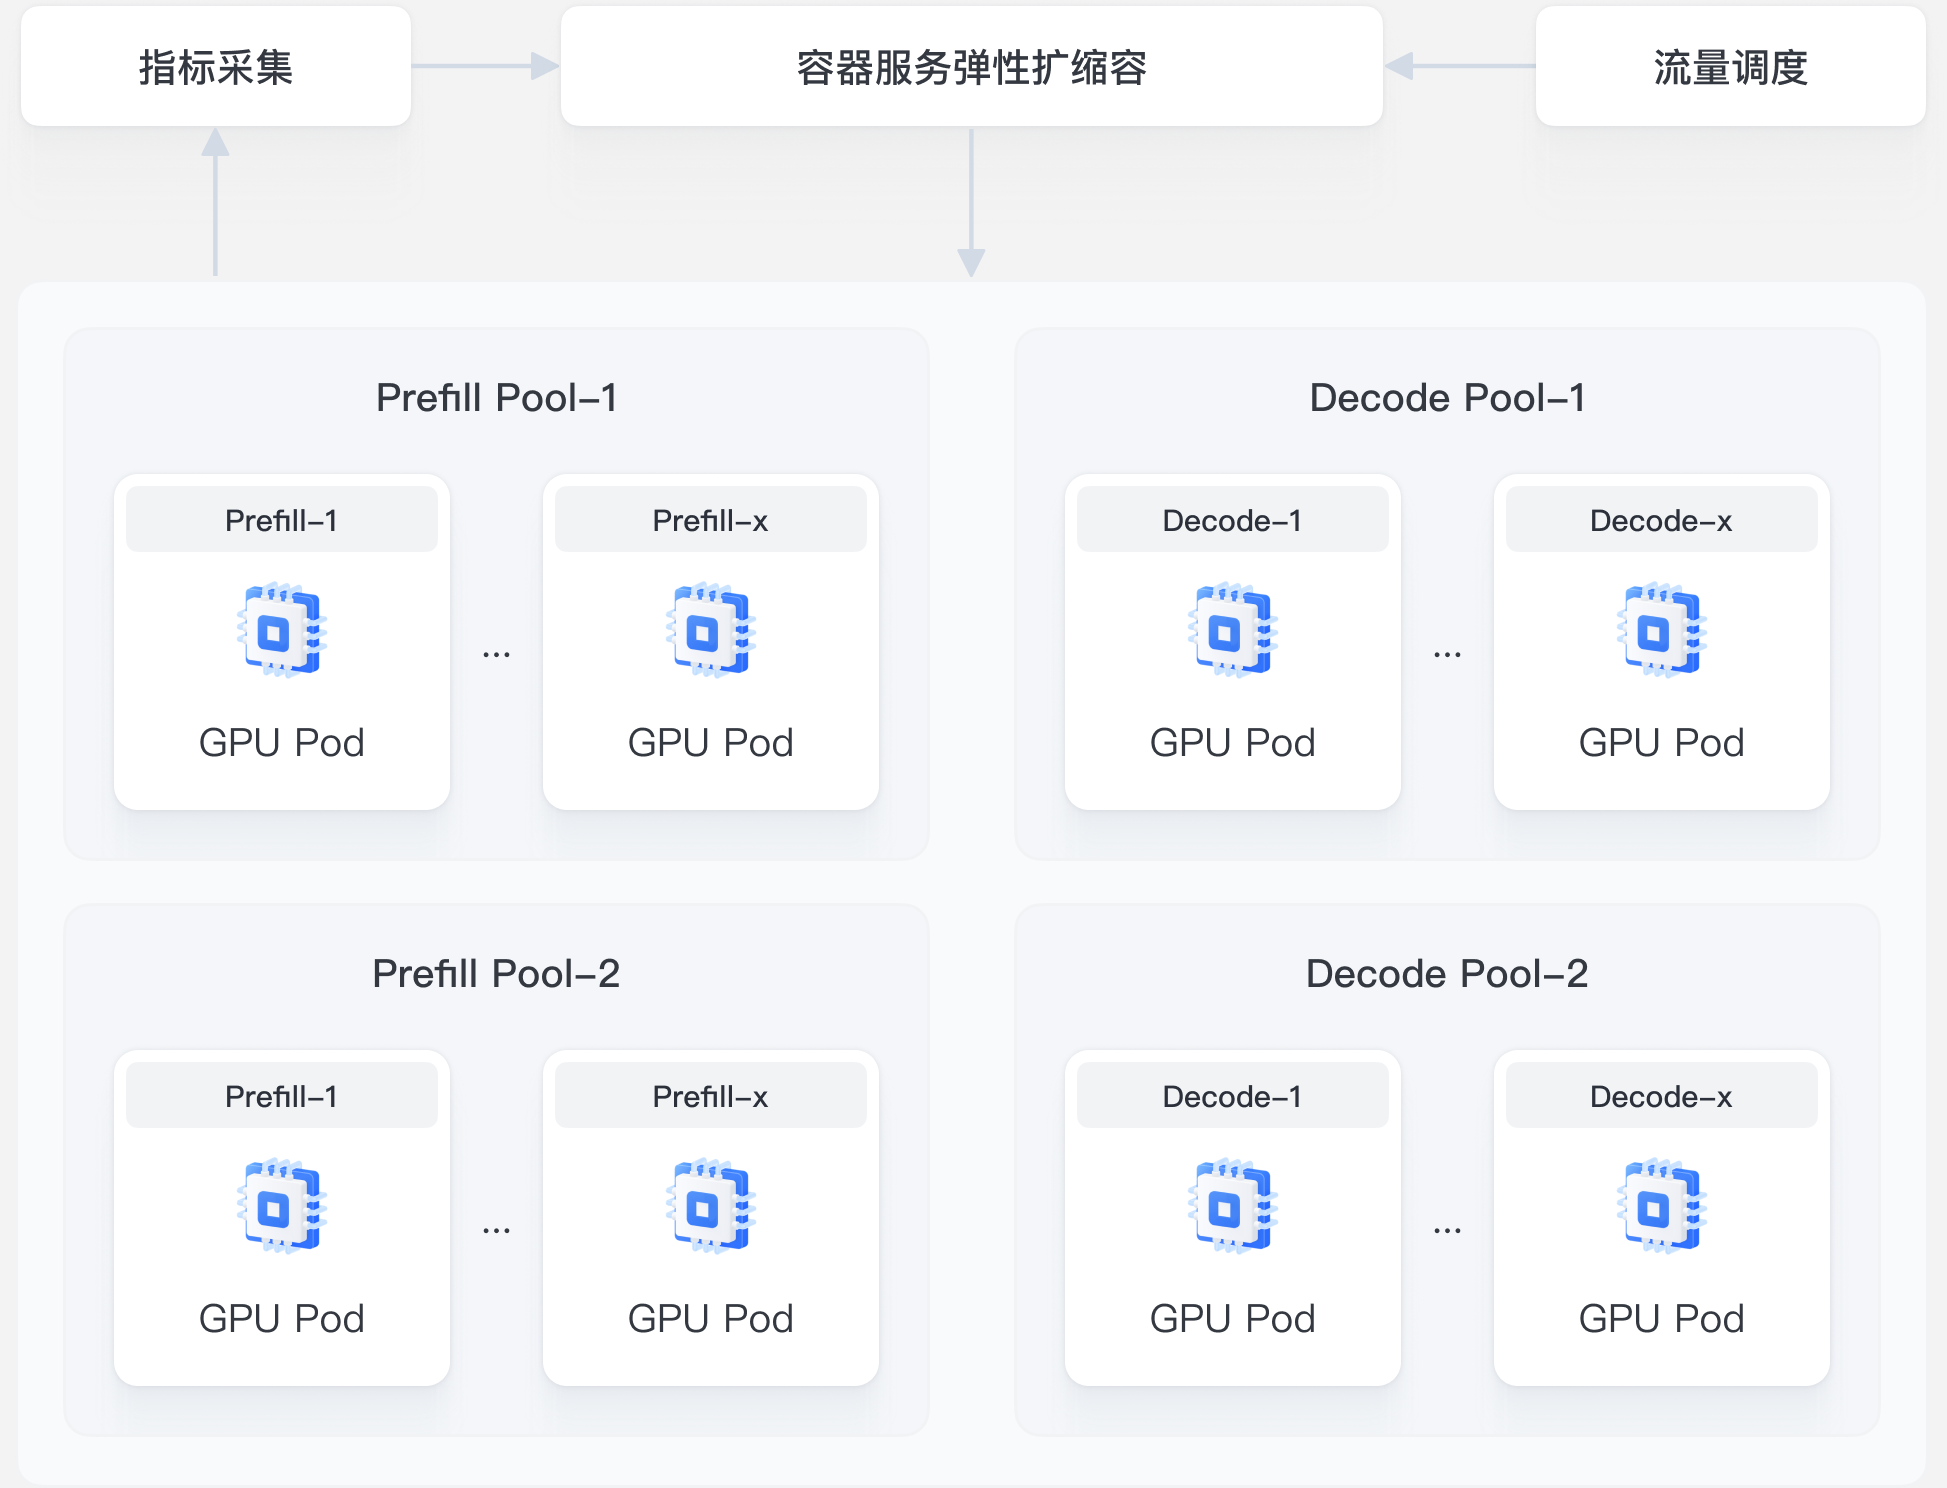 指标采集
容器服务弹性扩缩容
流量调度
Prefill Pool-1
Prefill-1
...
Prefill-x
GPU Pod
GPU Pod
Decode Pool-1
Decode-1
...
Decode-x
GPU Pod
GPU Pod
Prefill Pool-2
Prefill-1
...
Prefill-x
GPU Pod
GPU Pod
Decode Pool-2
Decode-1
...
Decode-x
GPU Pod
GPU Pod